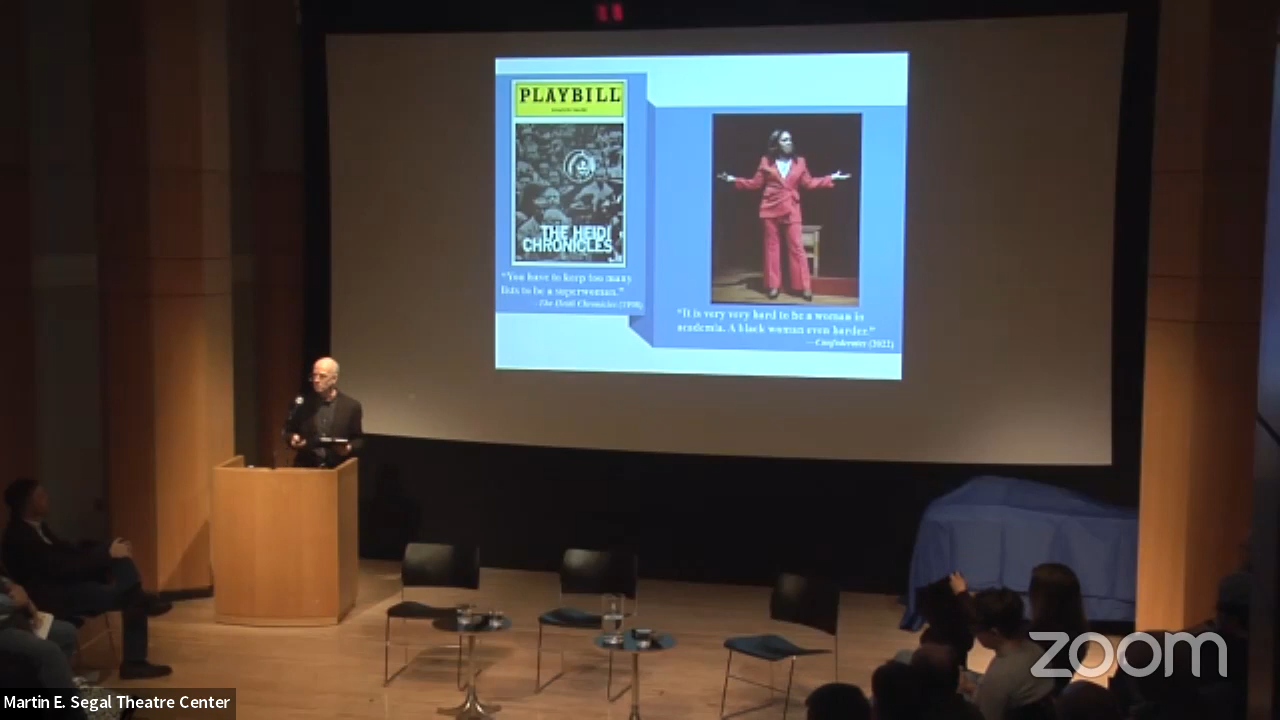 PLAYBILL
THE HEIDI
CHRONICLES
"You have to keep too many
lists to be a superwoman."
The Heidi Chronicles
"It is very very hard to be a woman in
academia. A black woman even harder."
—Confederates (2022)
zoom
Martin E. Segal Theatre Center